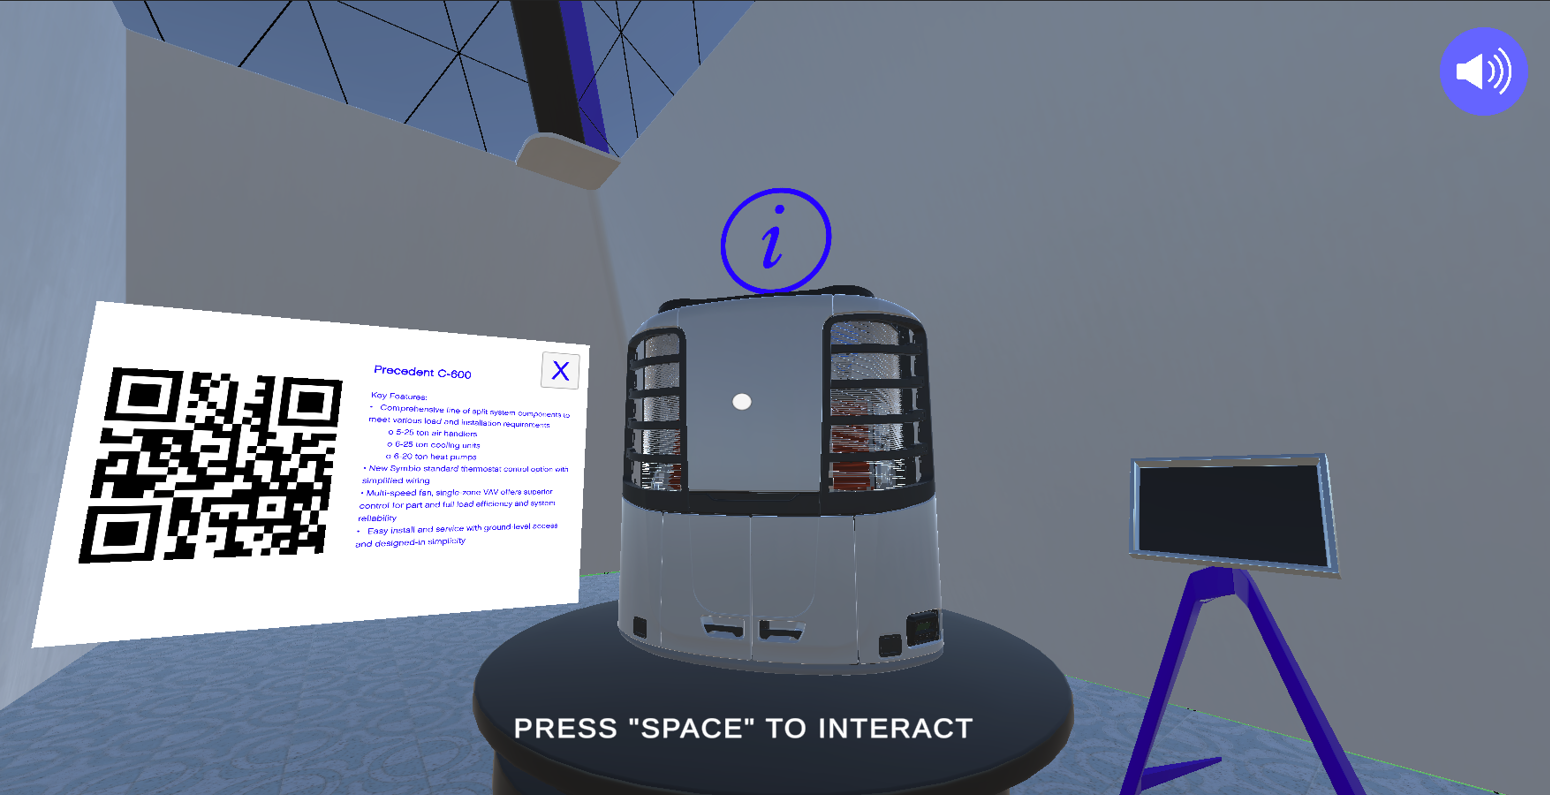 i
Precedent C-600
X
Key Features:
• Comprehensive line of split system components to
meet various load and installation requirements
o 5-25 ton air handlers
o 6-25 ton cooling units
o 6-20 ton heat pumps
• New Symbio standard thermostat control option with
simplified wiring
• Multi-speed fan, single zone VAV offers superior
control for part and full load efficiency and system
reliability
• Easy install and service with ground level access
and designed-in simplicity
PRESS "SPACE" TO INTERACT